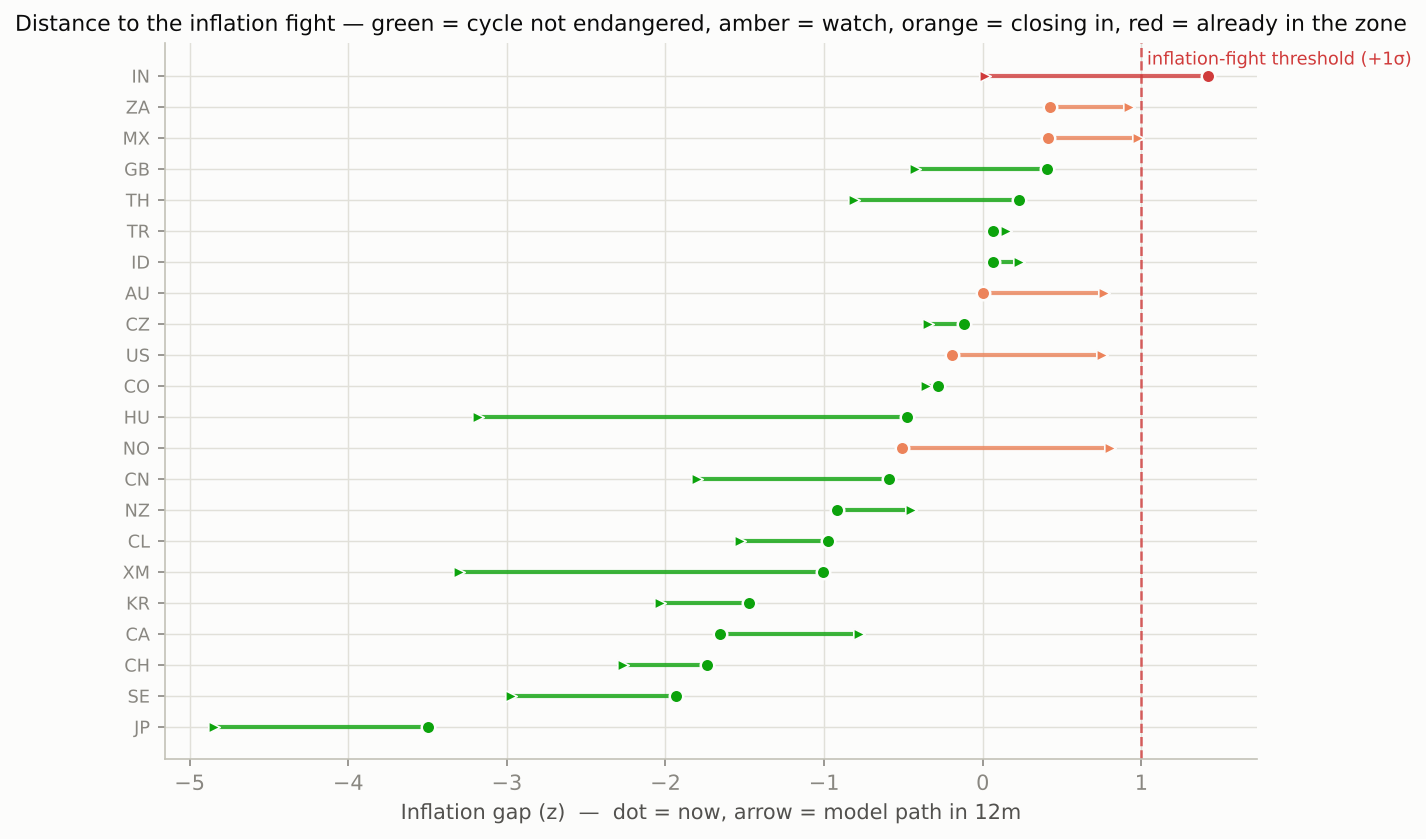 Distance to the inflation fight — green = cycle not endangered, amber = watch, orange = closing in, red = already in the zone
inflation-fight threshold (+1σ)
IN
ZA
MX
GB
TH
TR
ID
AU
CZ
US
CO
HU
NO
CN
NZ
CL
XM
KR
CA
CH
SE
JP
−5 −4 −3 −2 −1 0 1
Inflation gap (z) — dot = now, arrow = model path in 12m